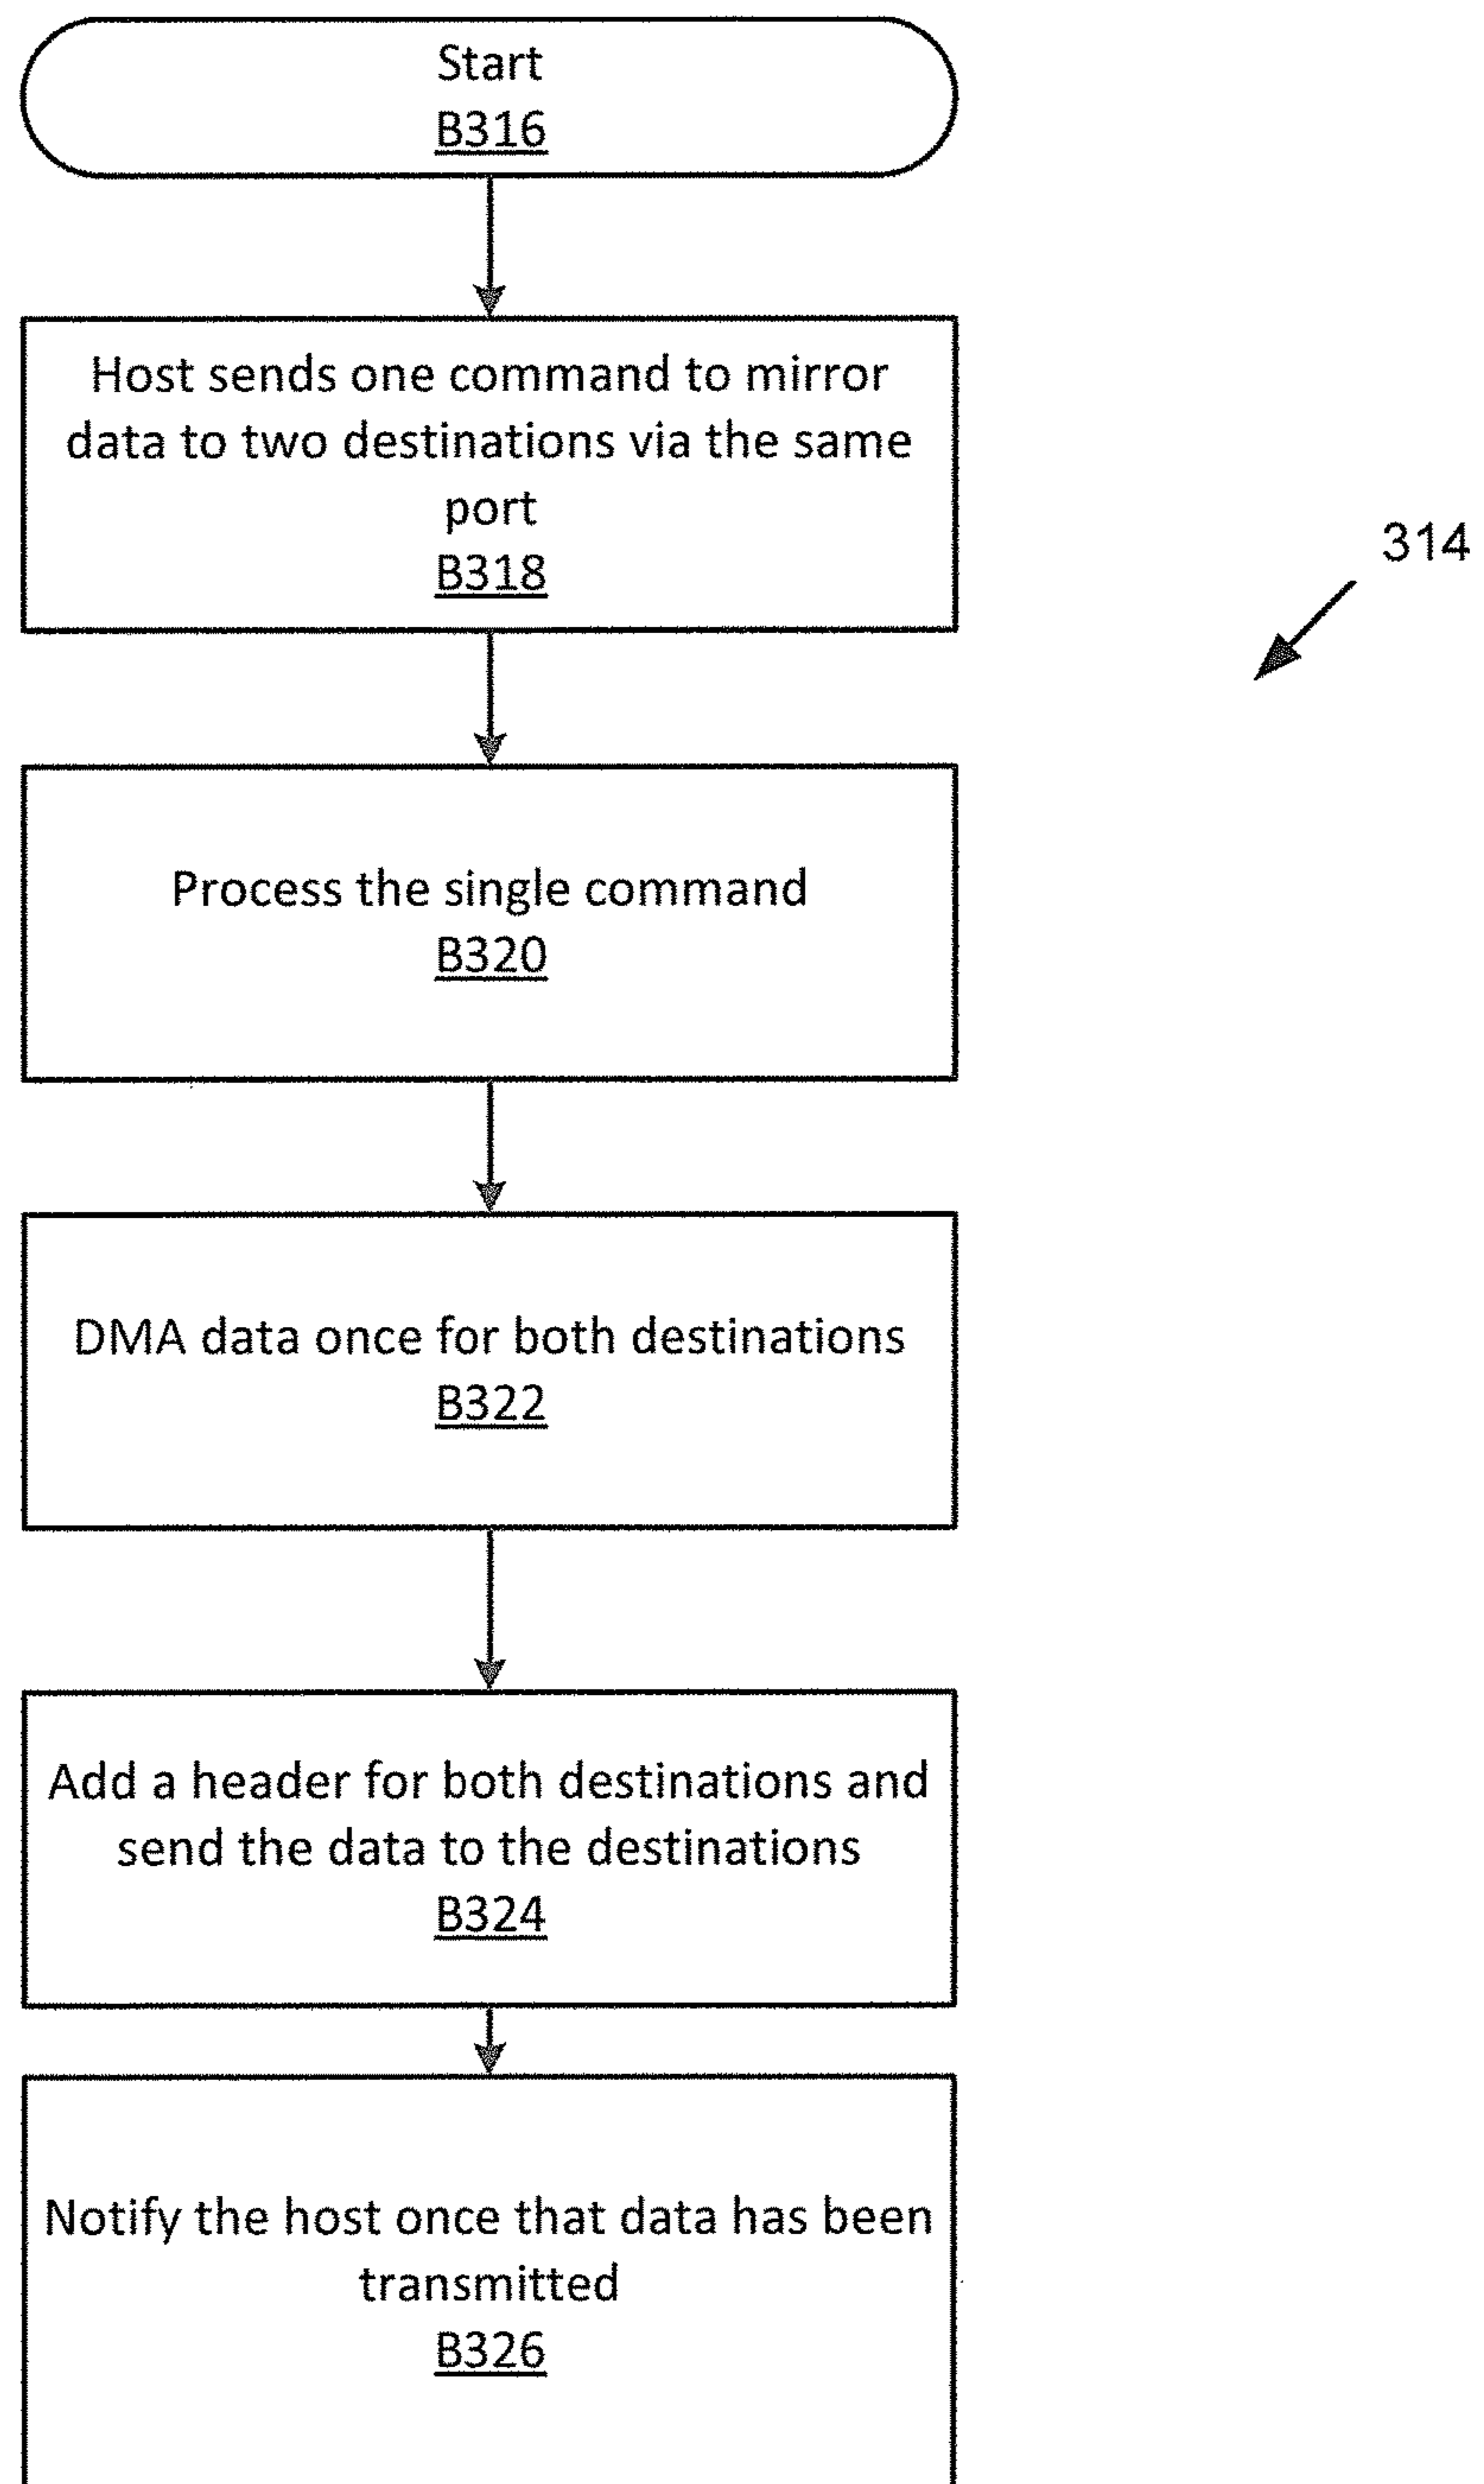 Start
B316
Host sends one command to mirror
data to two destinations via the same
port
B318
314
Process the single command
B320
DMA data once for both destinations
B322
Add a header for both destinations and
send the data to the destinations
B324
Notify the host once that data has been
transmitted
B326